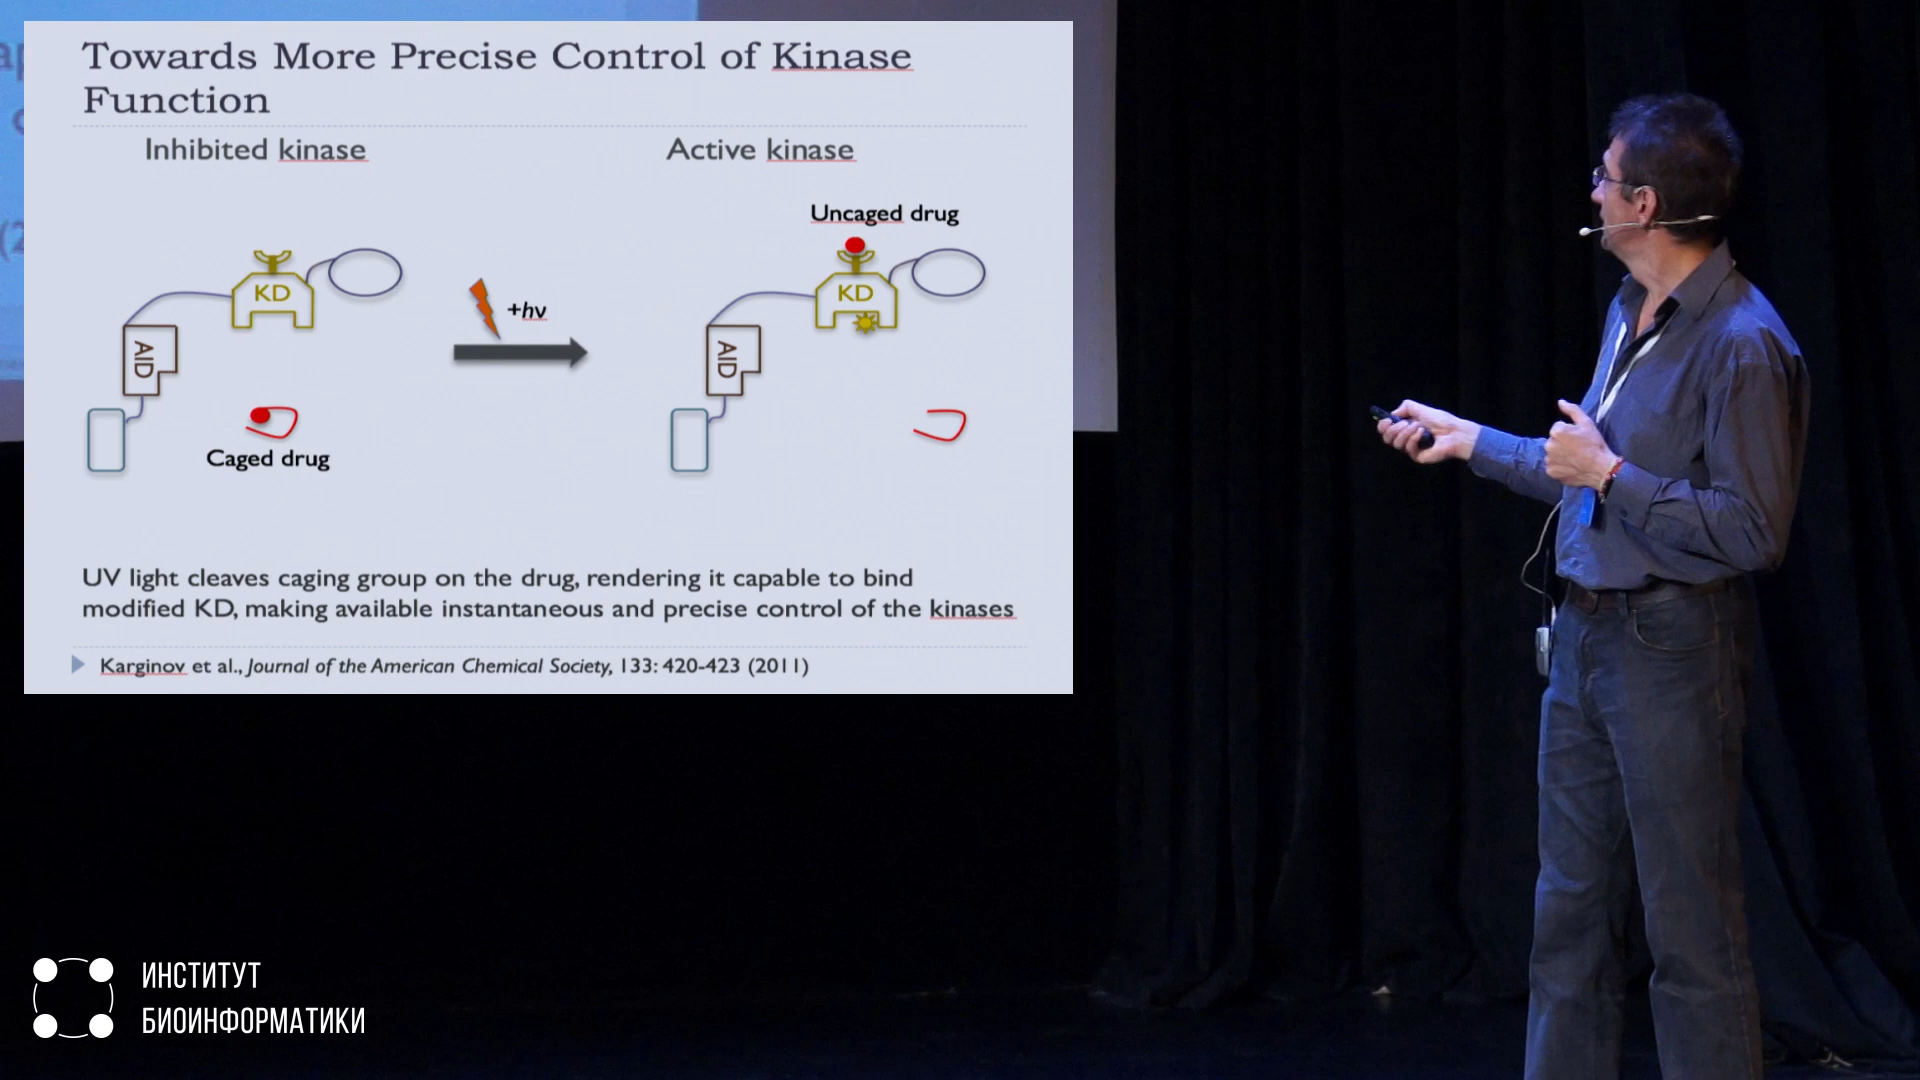 Towards More Precise Control of Kinase
Function
Inhibited kinase
Active kinase
Uncaged drug
KD
KD
+hν
AID
AID
Caged drug
UV light cleaves caging group on the drug, rendering it capable to bind
modified KD, making available instantaneous and precise control of the kinases
Karginov et al., Journal of the American Chemical Society, 133: 420-423 (2011)
ИНСТИТУТ
БИОИНФОРМАТИКИ